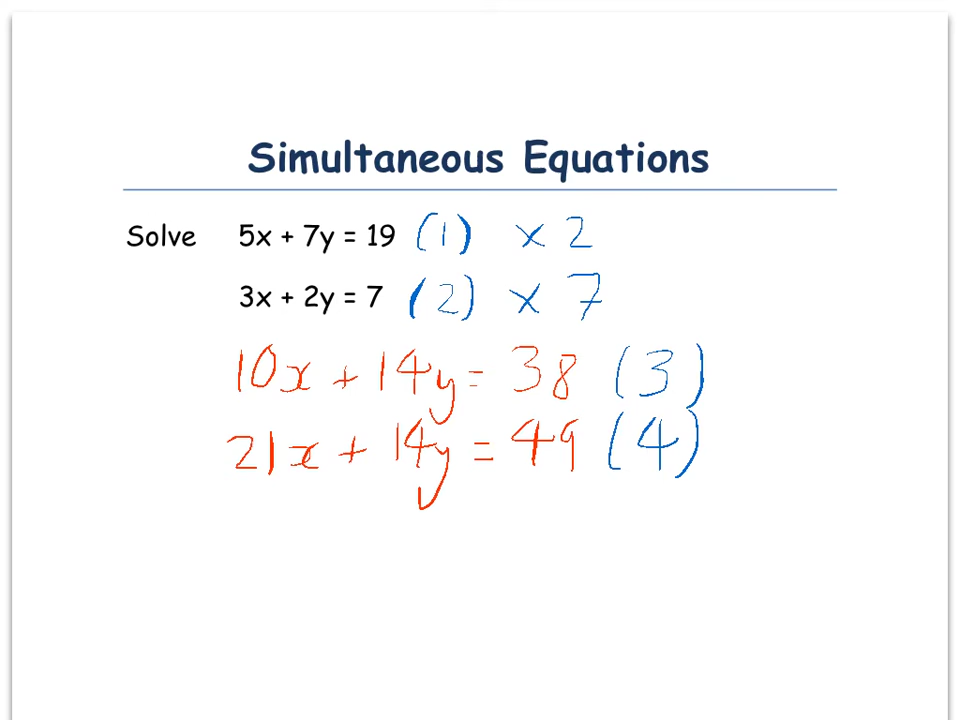 Simultaneous Equations
Solve 5x + 7y = 19 (1) × 2
3x + 2y = 7 (2) × 7
10x + 14y = 38 (3)
21x + 14y = 49 (4)